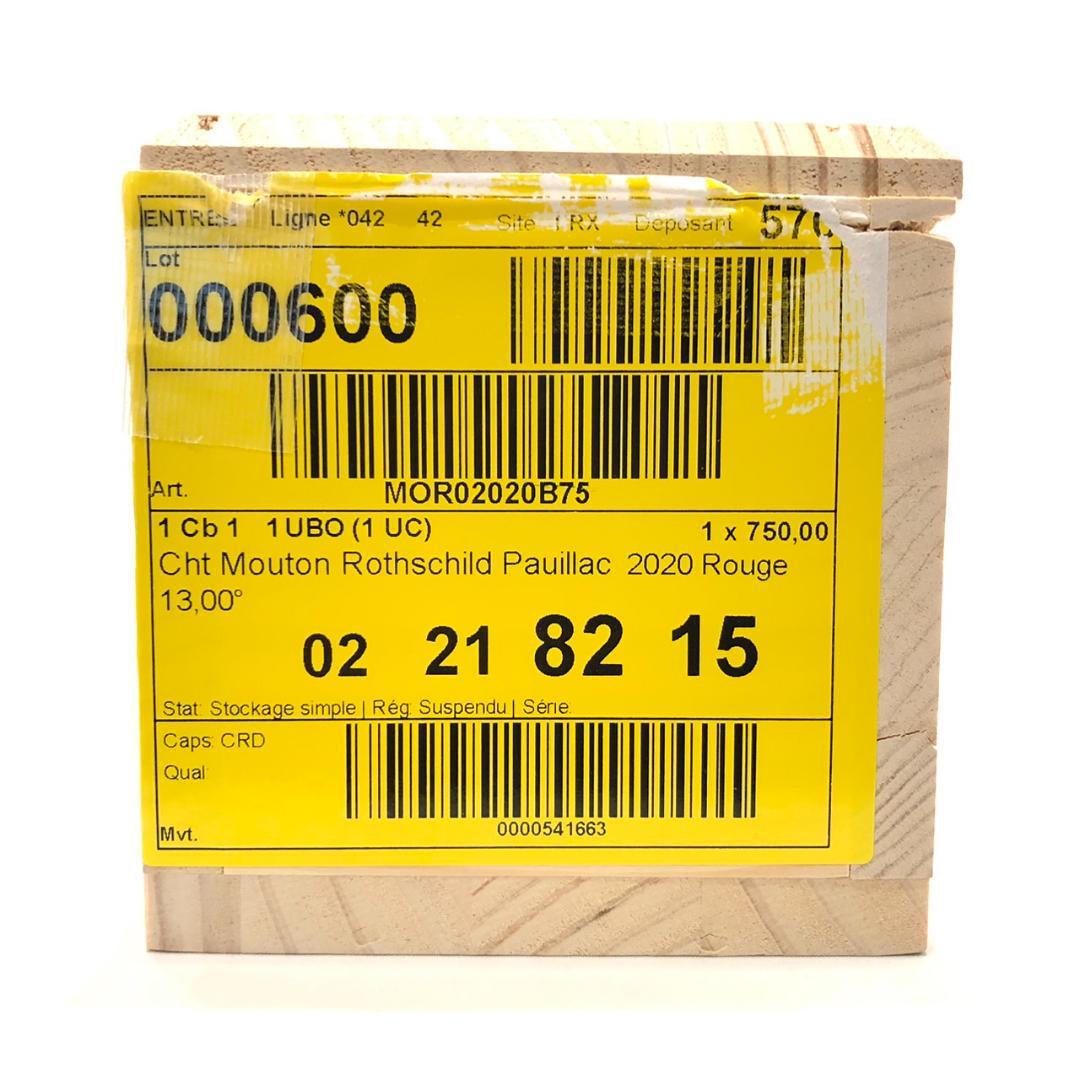 Ligne *042 42 Site Deposant
Lot
000600
Art. MOR02020B75
1 Cb 1 1 UBO (1 UC) 1 x 750,00
Cht Mouton Rothschild Pauillac 2020 Rouge
13,00°
02 21 82 15
Stat: Stockage simple | Rég: Suspendu | Série:
Caps: CRD
Qual:
Mvt. 0000541663